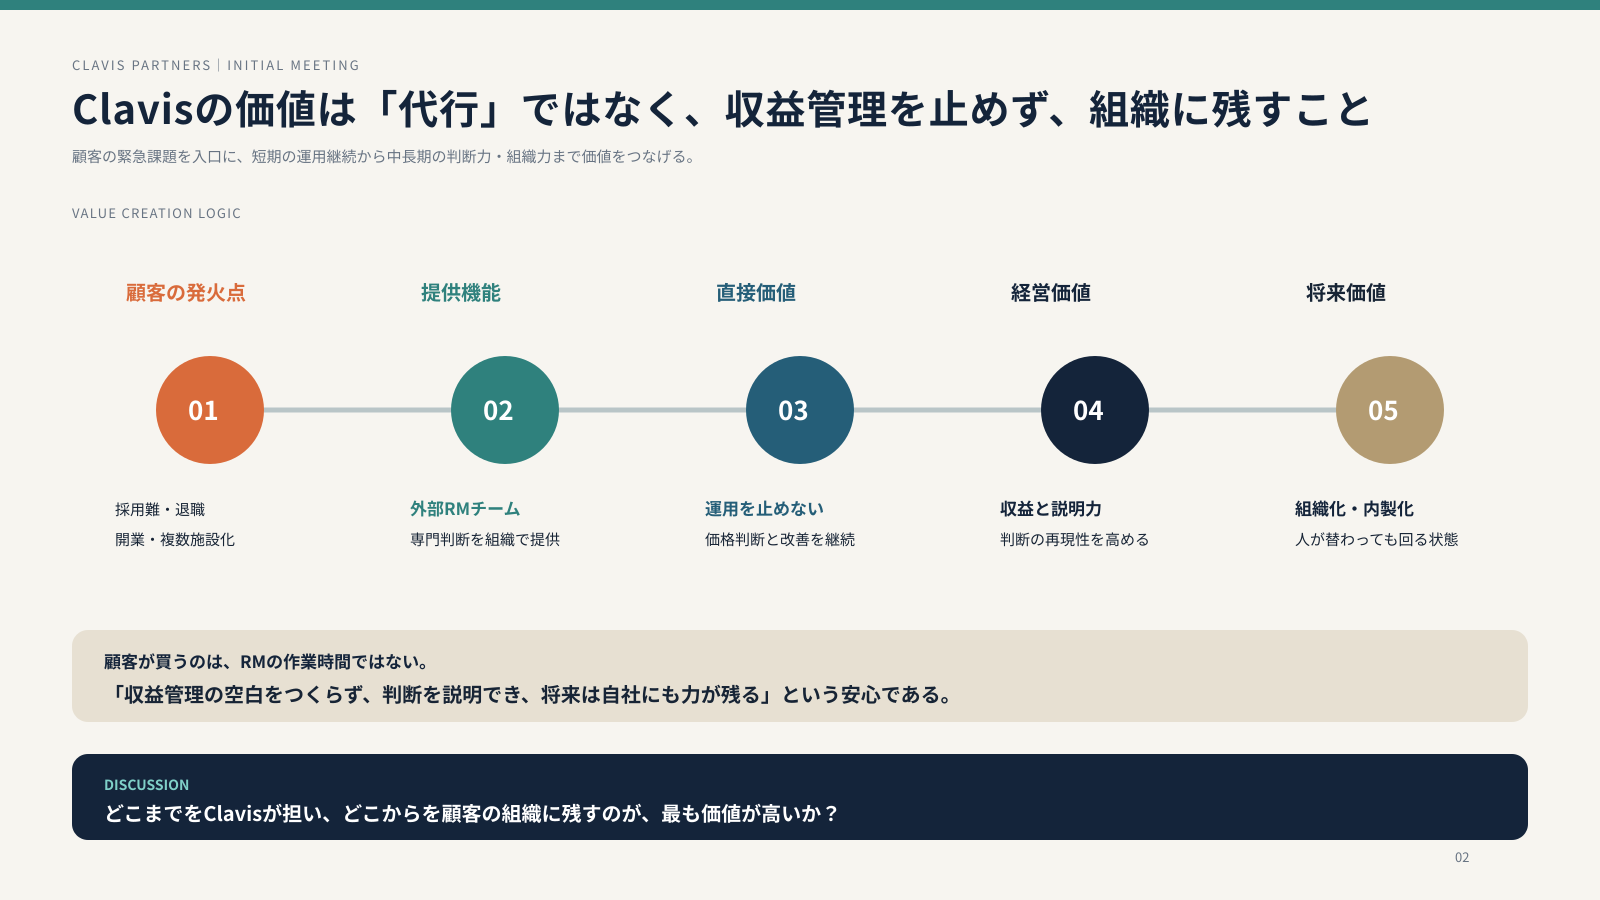 CLAVIS PARTNERS｜INITIAL MEETING
Clavisの価値は「代行」ではなく、収益管理を止めず、組織に残すこと
顧客の緊急課題を入口に、短期の運用継続から中長期の判断力・組織力まで価値をつなげる。
VALUE CREATION LOGIC
顧客の発火点
提供機能
直接価値
経営価値
将来価値
01
02
03
04
05
採用難・退職
開業・複数施設化
外部RMチーム
専門判断を組織で提供
運用を止めない
価格判断と改善を継続
収益と説明力
判断の再現性を高める
組織化・内製化
人が替わっても回る状態
顧客が買うのは、RMの作業時間ではない。
「収益管理の空白をつくらず、判断を説明でき、将来は自社にも力が残る」という安心である。
DISCUSSION
どこまでをClavisが担い、どこからを顧客の組織に残すのが、最も価値が高いか？
02